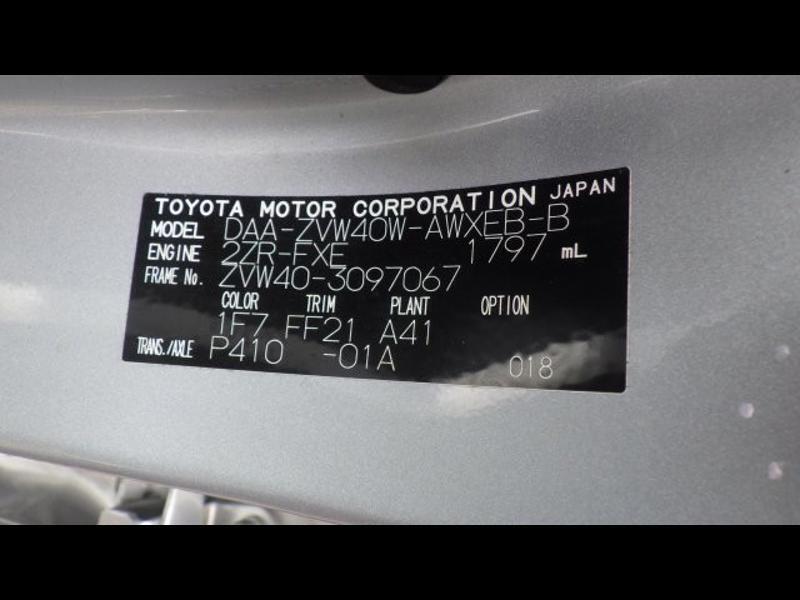 TOYOTA MOTOR CORPORATION JAPAN
MODEL DAA-ZVW40W-AWXEB-B
ENGINE 2ZR-FXE 1797 mL
FRAME No. ZVW40-3097067
COLOR TRIM PLANT OPTION
1F7 FF21 A41
TRANS./AXLE P410 -01A 018